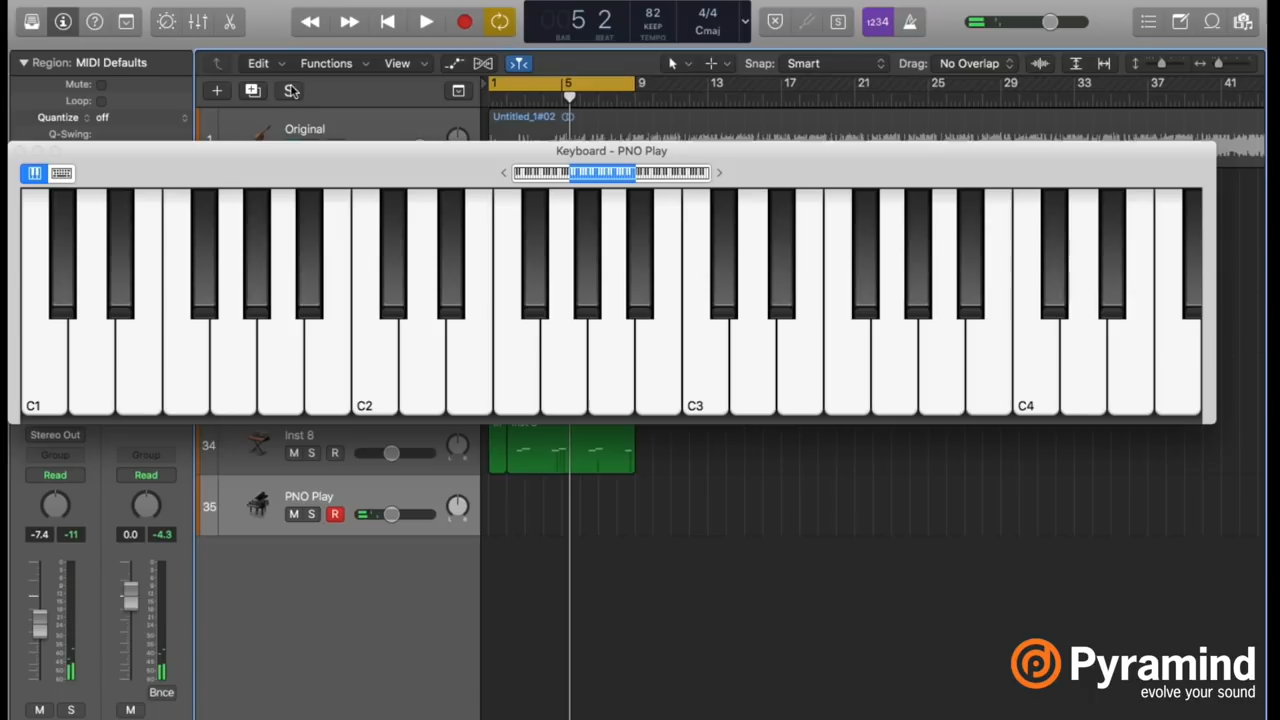 5 2
BAR BEAT
82
KEEP
TEMPO
4/4
Cmaj
1234
Region: MIDI Defaults
Edit
Functions
View
Snap: Smart
Drag: No Overlap
Mute:
Loop:
Quantize off
Q-Swing:
1 5 9 13 17 21 25 29 33 37 41
S
Original
Untitled_1#02
1
Keyboard - PNO Play
C1 C2 C3 C4
Stereo Out
Group Group
Read Read
-7.4 -11 0.0 -4.3
34
Inst 8
M S R
L R
35
PNO Play
M S R
L R
Bnce
M S M
Pyramind
evolve your sound